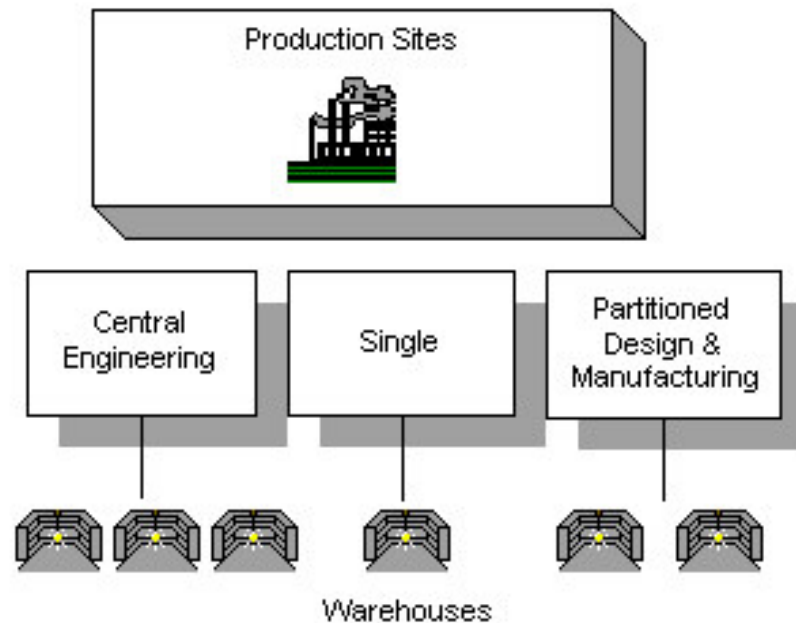 Production Sites
Central
Engineering
Single
Partitioned
Design &
Manufacturing
Warehouses